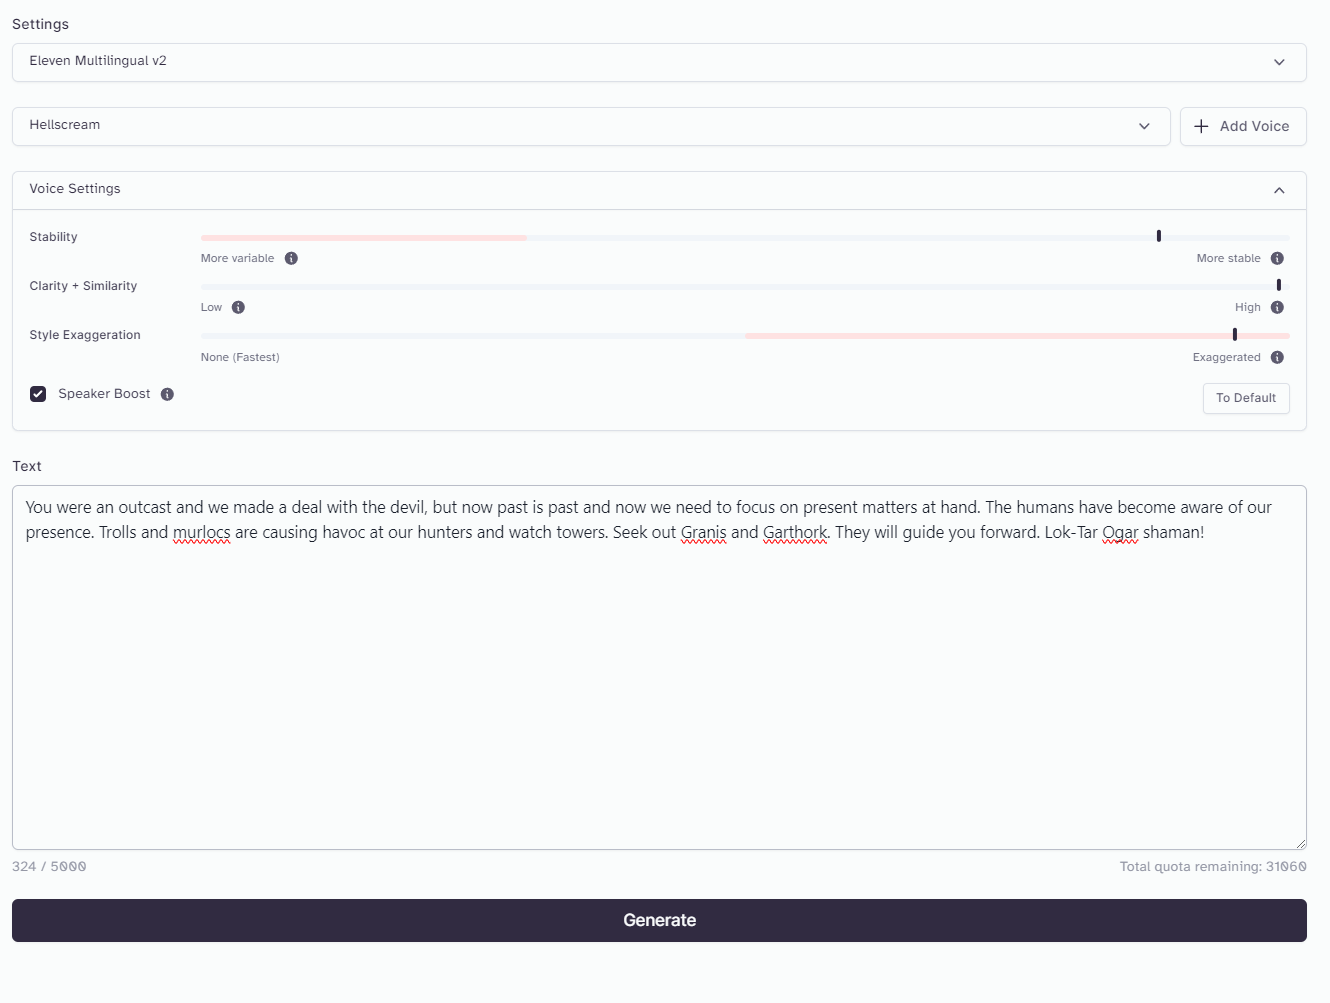 Settings
Eleven Multilingual v2
Hellscream
Add Voice
Voice Settings
Stability
More variable
More stable
Clarity + Similarity
Low
High
Style Exaggeration
None (Fastest)
Exaggerated
Speaker Boost
To Default
Text
You were an outcast and we made a deal with the devil, but now past is past and now we need to focus on present matters at hand. The humans have become aware of our
presence. Trolls and murlocs are causing havoc at our hunters and watch towers. Seek out Granis and Garthork. They will guide you forward. Lok-Tar Ogar shaman!
324 / 5000
Total quota remaining: 31060
Generate